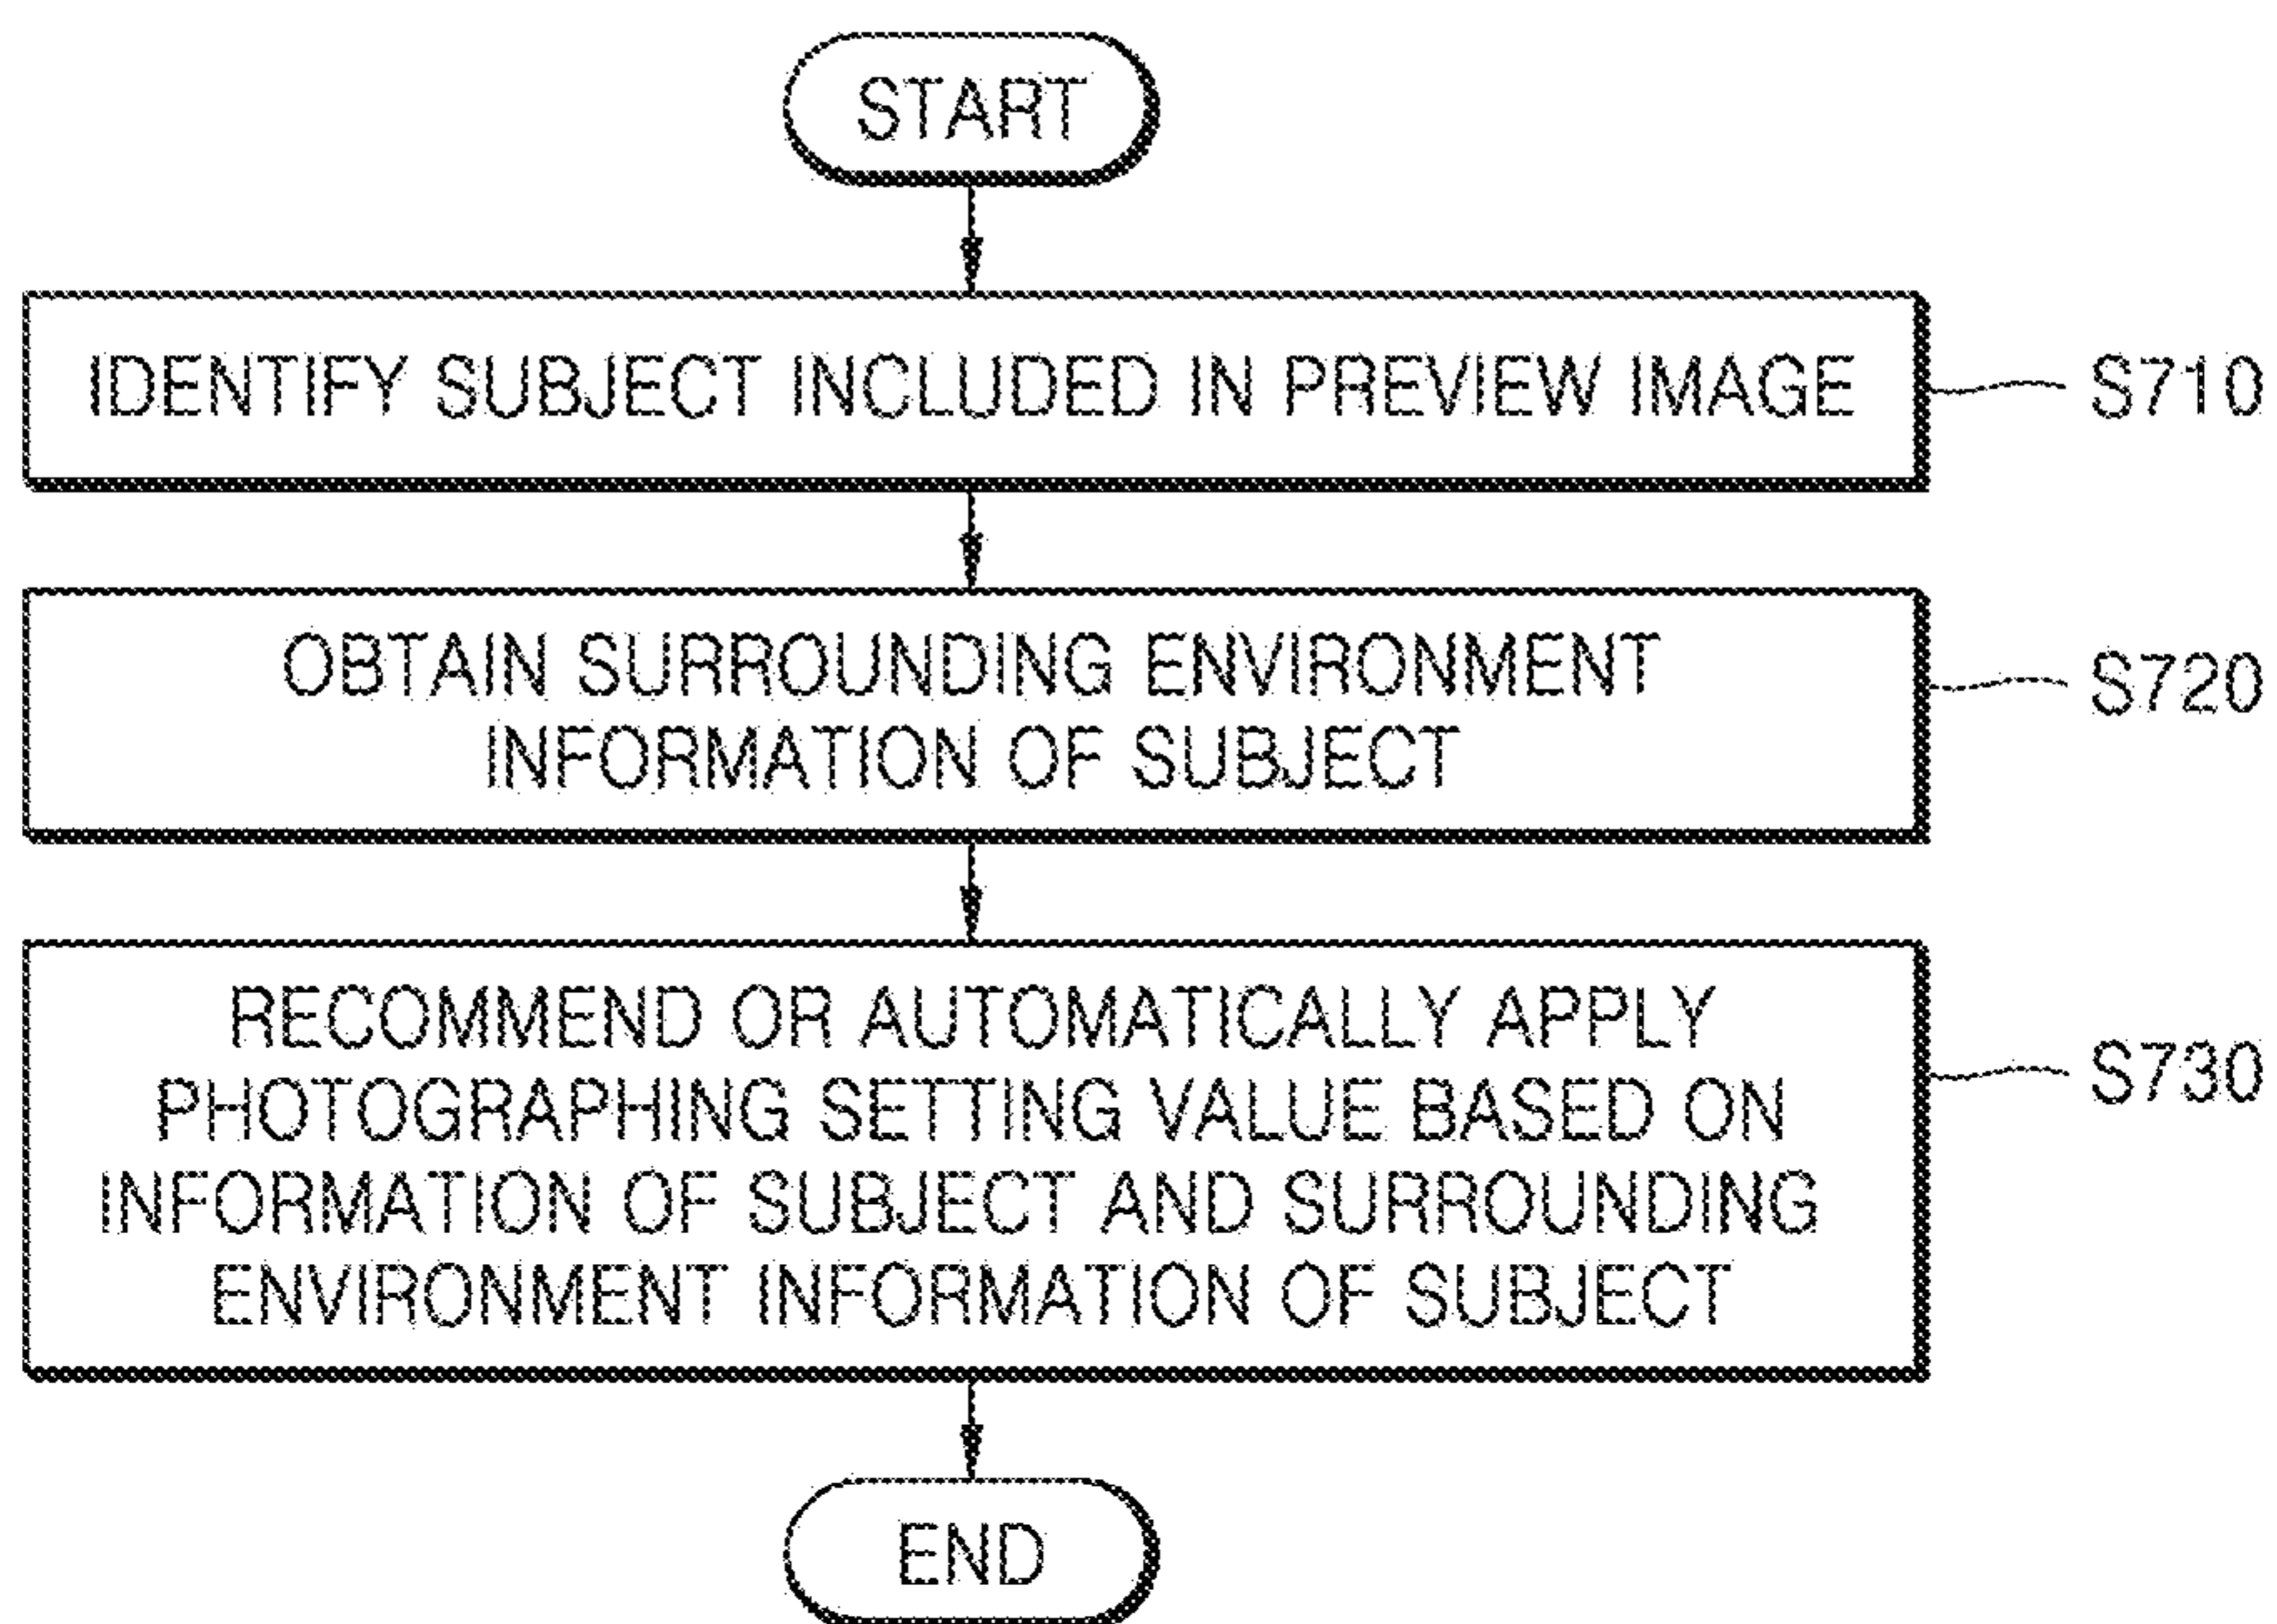 START
IDENTIFY SUBJECT INCLUDED IN PREVIEW IMAGE
S710
OBTAIN SURROUNDING ENVIRONMENT
INFORMATION OF SUBJECT
S720
RECOMMEND OR AUTOMATICALLY APPLY
PHOTOGRAPHING SETTING VALUE BASED ON
INFORMATION OF SUBJECT AND SURROUNDING
ENVIRONMENT INFORMATION OF SUBJECT
S730
END